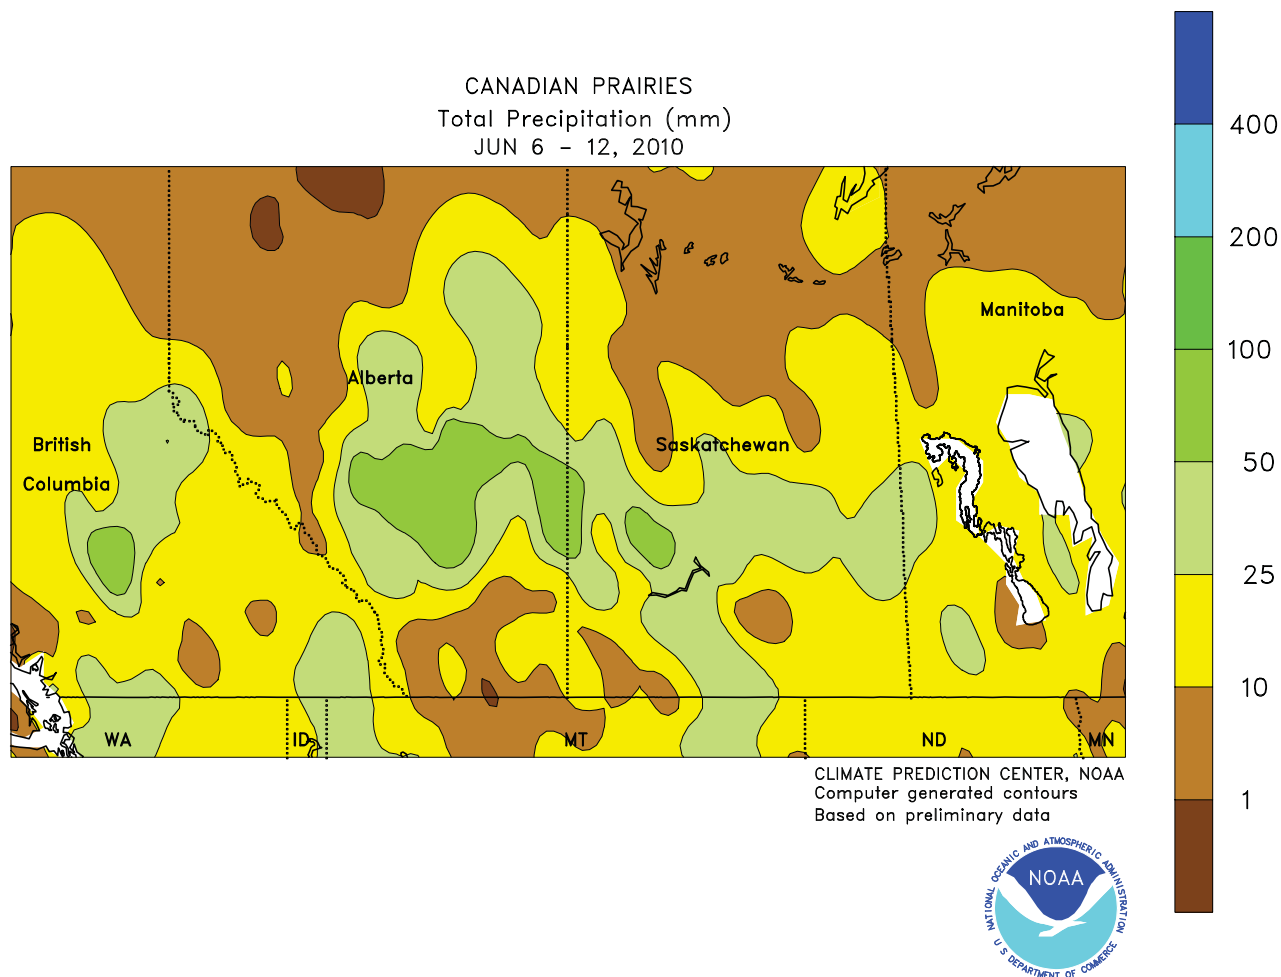 CANADIAN PRAIRIES
Total Precipitation (mm)
JUN 6 - 12, 2010
400
200
100
50
25
10
1
Manitoba
Alberta
British
Columbia
Saskatchewan
WA
ID
MT
ND
MN
CLIMATE PREDICTION CENTER, NOAA
Computer generated contours
Based on preliminary data
NATIONAL OCEANIC AND ATMOSPHERIC ADMINISTRATION
NOAA
U S DEPARTMENT OF COMMERCE